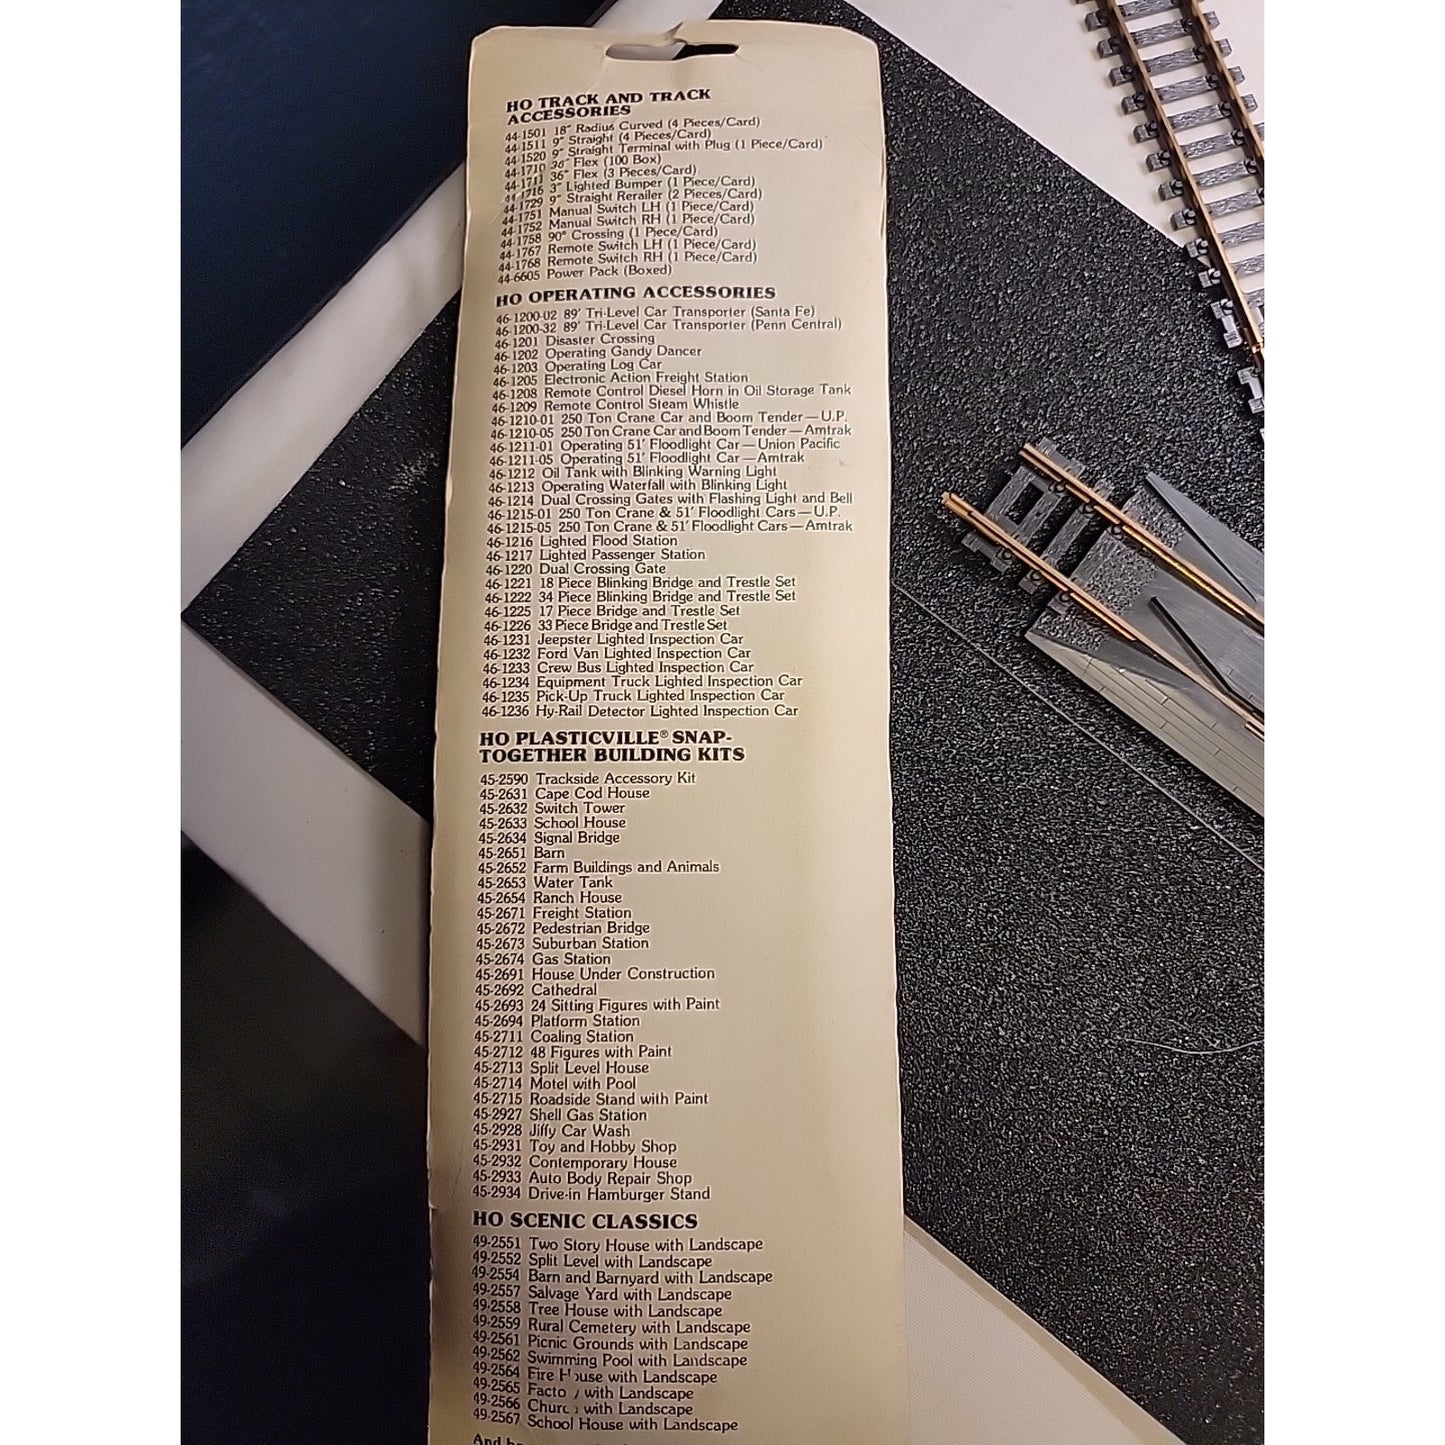 HO TRACK AND TRACK
ACCESSORIES
44-1501 18" Radius Curved (4 Pieces/Card)
44-1511 9" Straight (4 Pieces/Card)
44-1520 9" Straight Terminal with Plug (1 Piece/Card)
44-1710 36" Flex (100 Box)
44-1711 36" Flex (3 Pieces/Card)
44-1716 3" Lighted Bumper (1 Piece/Card)
44-1729 9" Straight Rerailer (2 Pieces/Card)
44-1751 Manual Switch LH (1 Piece/Card)
44-1752 Manual Switch RH (1 Piece/Card)
44-1758 90° Crossing (1 Piece/Card)
44-1767 Remote Switch LH (1 Piece/Card)
44-1768 Remote Switch RH (1 Piece/Card)
44-6605 Power Pack (Boxed)
HO OPERATING ACCESSORIES
46-1200-02 89' Tri-Level Car Transporter (Santa Fe)
46-1200-32 89' Tri-Level Car Transporter (Penn Central)
46-1201 Disaster Crossing
46-1202 Operating Gandy Dancer
46-1203 Operating Log Car
46-1205 Electronic Action Freight Station
46-1208 Remote Control Diesel Horn in Oil Storage Tank
46-1209 Remote Control Steam Whistle
46-1210-01 250 Ton Crane Car and Boom Tender—U.P.
46-1210-05 250 Ton Crane Car and Boom Tender—Amtrak
46-1211-01 Operating 51' Floodlight Car—Union Pacific
46-1211-05 Operating 51' Floodlight Car—Amtrak
46-1212 Oil Tank with Blinking Warning Light
46-1213 Operating Waterfall with Blinking Light
46-1214 Dual Crossing Gates with Flashing Light and Bell
46-1215-01 250 Ton Crane & 51' Floodlight Cars—U.P.
46-1215-05 250 Ton Crane & 51' Floodlight Cars—Amtrak
46-1216 Lighted Flood Station
46-1217 Lighted Passenger Station
46-1220 Dual Crossing Gate
46-1221 18 Piece Blinking Bridge and Trestle Set
46-1222 34 Piece Blinking Bridge and Trestle Set
46-1225 17 Piece Bridge and Trestle Set
46-1226 33 Piece Bridge and Trestle Set
46-1231 Jeepster Lighted Inspection Car
46-1232 Ford Van Lighted Inspection Car
46-1233 Crew Bus Lighted Inspection Car
46-1234 Equipment Truck Lighted Inspection Car
46-1235 Pick-Up Truck Lighted Inspection Car
46-1236 Hy-Rail Detector Lighted Inspection Car
HO PLASTICVILLE® SNAP-
TOGETHER BUILDING KITS
45-2590 Trackside Accessory Kit
45-2631 Cape Cod House
45-2632 Switch Tower
45-2633 School House
45-2634 Signal Bridge
45-2651 Barn
45-2652 Farm Buildings and Animals
45-2653 Water Tank
45-2654 Ranch House
45-2671 Freight Station
45-2672 Pedestrian Bridge
45-2673 Suburban Station
45-2674 Gas Station
45-2691 House Under Construction
45-2692 Cathedral
45-2693 24 Sitting Figures with Paint
45-2694 Platform Station
45-2711 Coaling Station
45-2712 48 Figures with Paint
45-2713 Split Level House
45-2714 Motel with Pool
45-2715 Roadside Stand with Paint
45-2927 Shell Gas Station
45-2928 Jiffy Car Wash
45-2931 Toy and Hobby Shop
45-2932 Contemporary House
45-2933 Auto Body Repair Shop
45-2934 Drive-in Hamburger Stand
HO SCENIC CLASSICS
49-2551 Two Story House with Landscape
49-2552 Split Level with Landscape
49-2554 Barn and Barnyard with Landscape
49-2557 Salvage Yard with Landscape
49-2558 Tree House with Landscape
49-2559 Rural Cemetery with Landscape
49-2561 Picnic Grounds with Landscape
49-2562 Swimming Pool with Landscape
49-2564 Fire House with Landscape
49-2565 Factory with Landscape
49-2566 Church with Landscape
49-2567 School House with Landscape
And